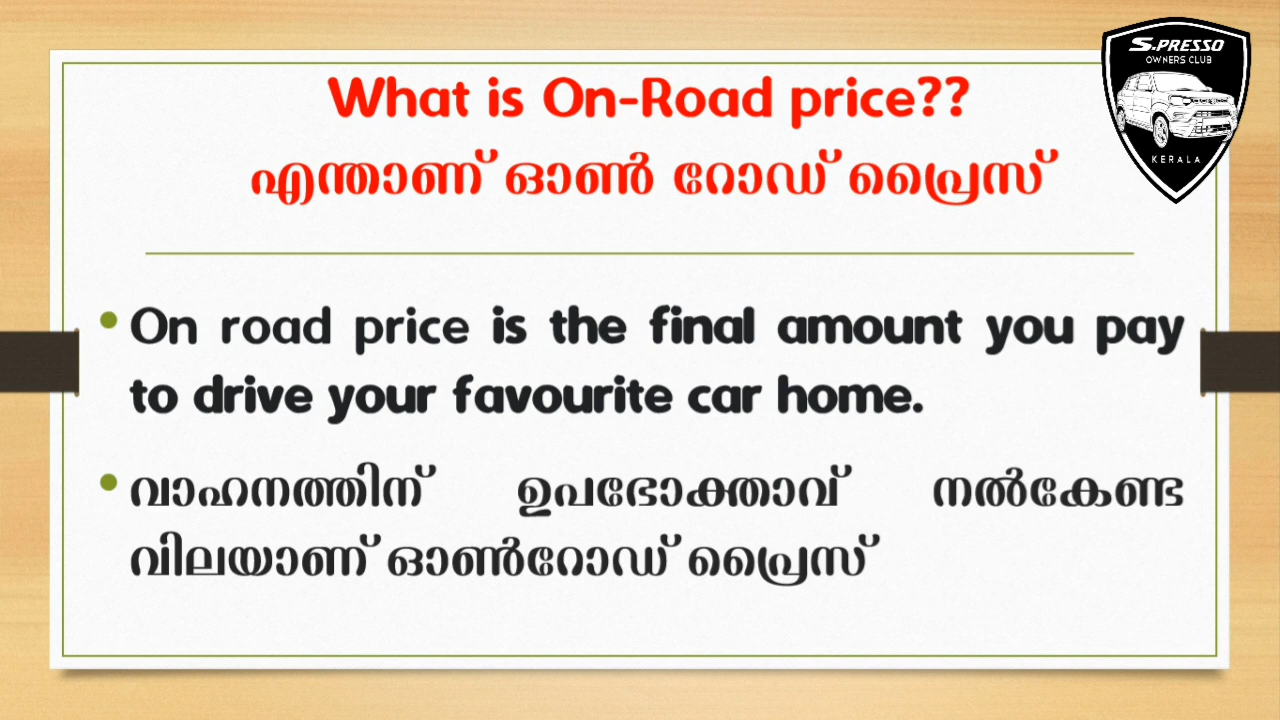 S-PRESSO
OWNERS CLUB
KERALA
What is On-Road price??
എന്താണ് ഓൺ റോഡ് പ്രൈസ്
• On road price is the final amount you pay
to drive your favourite car home.
• വാഹനത്തിന് ഉപഭോക്താവ് നൽകേണ്ട
വിലയാണ് ഓൺറോഡ് പ്രൈസ്